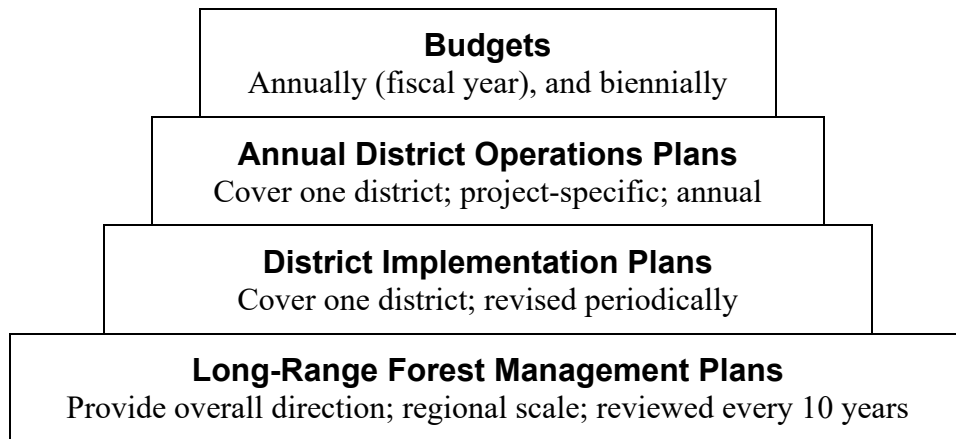 Budgets
Annually (fiscal year), and biennially
Annual District Operations Plans
Cover one district; project-specific; annual
District Implementation Plans
Cover one district; revised periodically
Long-Range Forest Management Plans
Provide overall direction; regional scale; reviewed every 10 years